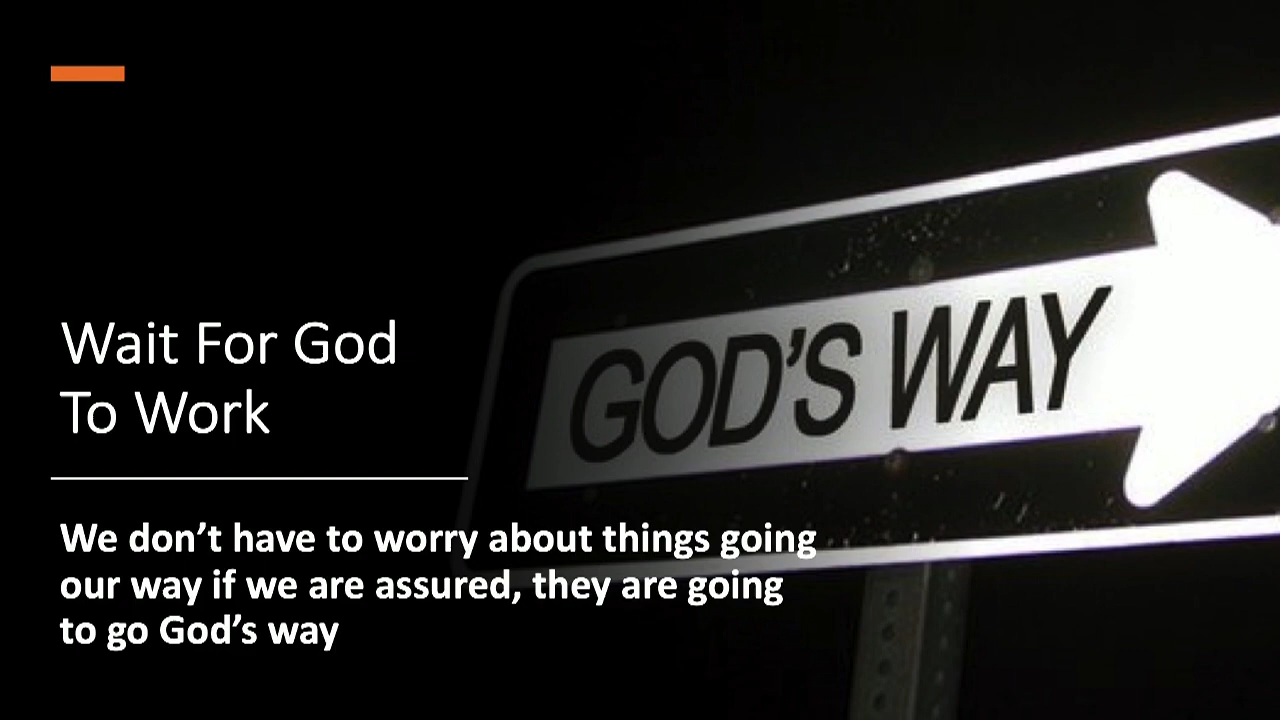 Wait For God
To Work
GOD'S WAY
We don't have to worry about things going
our way if we are assured, they are going
to go God's way